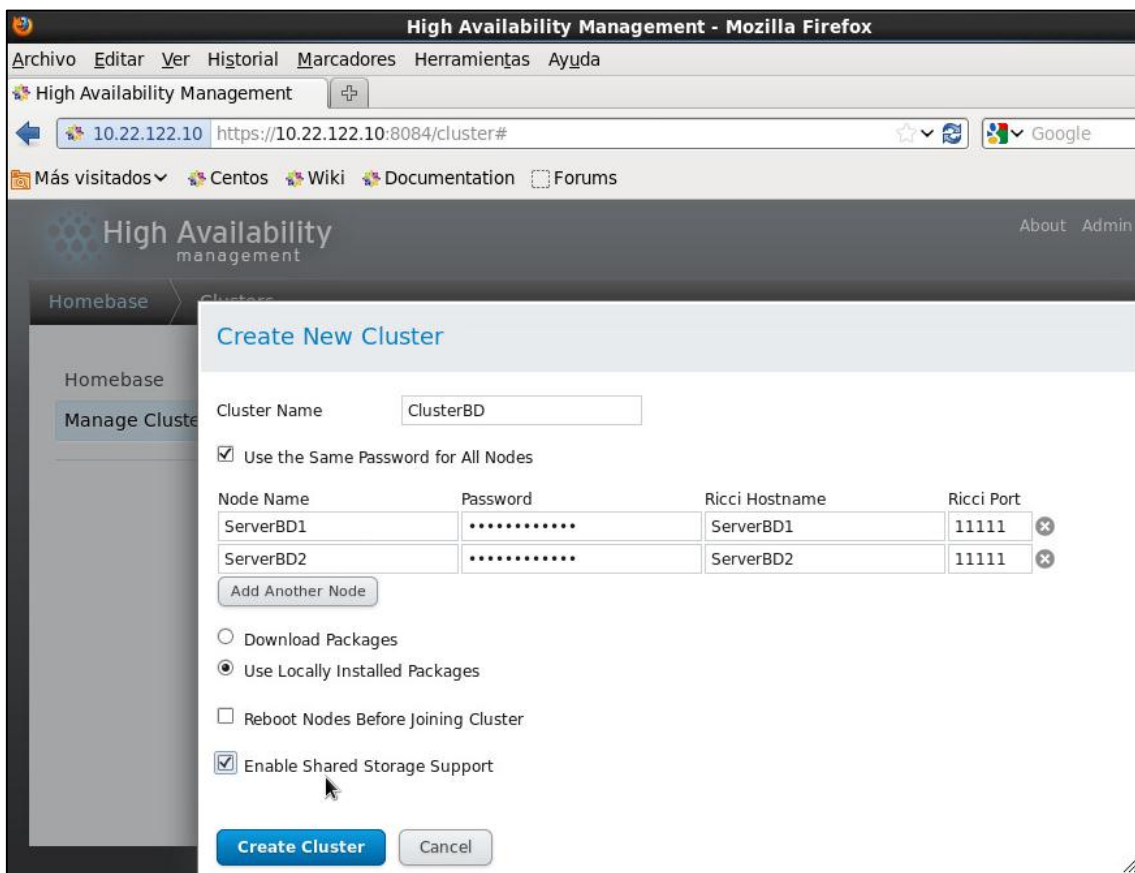 High Availability Management - Mozilla Firefox
Archivo Editar Ver Historial Marcadores Herramientas Ayuda
High Availability Management
10.22.122.10 https://10.22.122.10:8084/cluster# Google
Más visitados Centos Wiki Documentation Forums
High Availability
management
About Admin
Homebase Clusters
Create New Cluster
Homebase
Manage Cluste
Cluster Name ClusterBD
Use the Same Password for All Nodes
Node Name Password Ricci Hostname Ricci Port
ServerBD1 •••••••••••• ServerBD1 11111
ServerBD2 •••••••••••• ServerBD2 11111
Add Another Node
Download Packages
Use Locally Installed Packages
Reboot Nodes Before Joining Cluster
Enable Shared Storage Support
Create Cluster Cancel